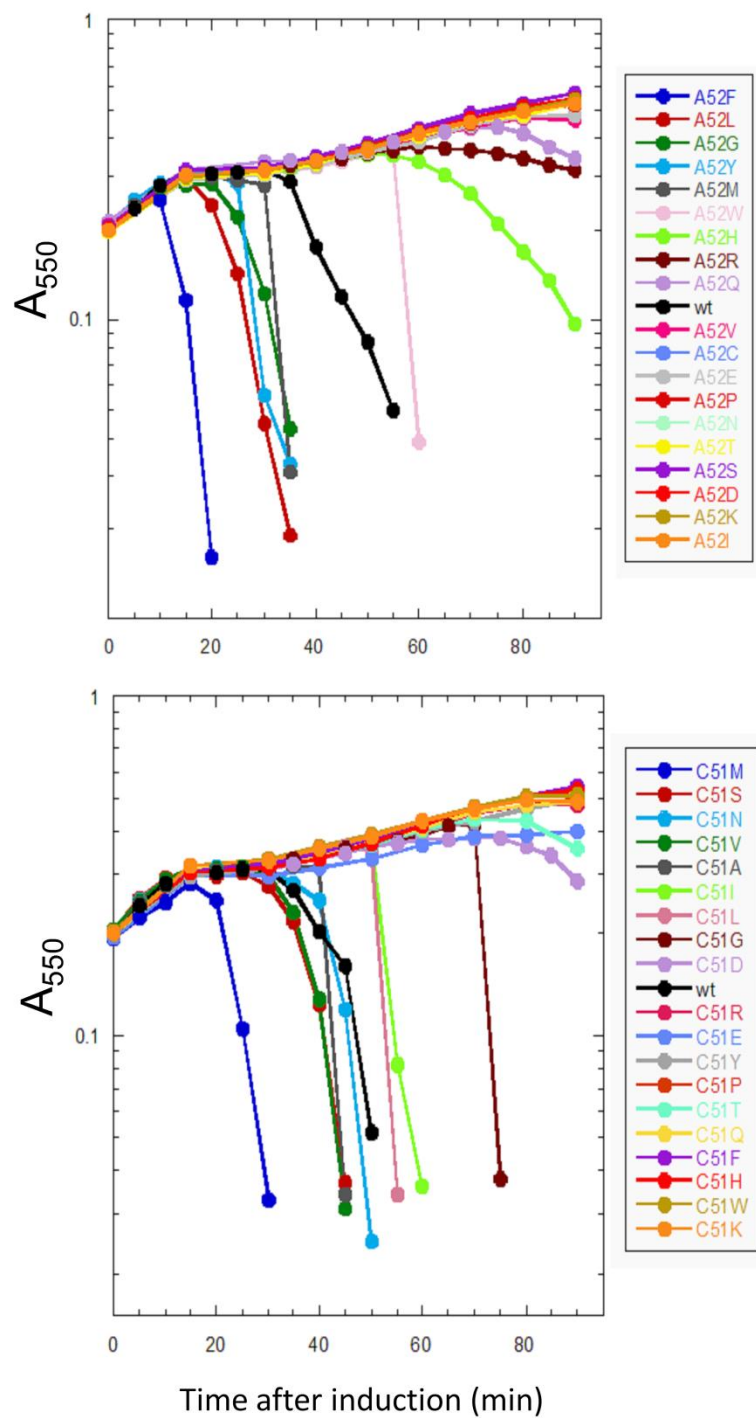 1
A550
0.1
0
20
40
60
80
A52F
A52L
A52G
A52Y
A52M
A52W
A52H
A52R
A52Q
wt
A52V
A52C
A52E
A52P
A52N
A52T
A52S
A52D
A52K
A52I
1
A550
0.1
0
20
40
60
80
C51M
C51S
C51N
C51V
C51A
C51I
C51L
C51G
C51D
wt
C51R
C51E
C51Y
C51P
C51T
C51Q
C51F
C51H
C51W
C51K
Time after induction (min)